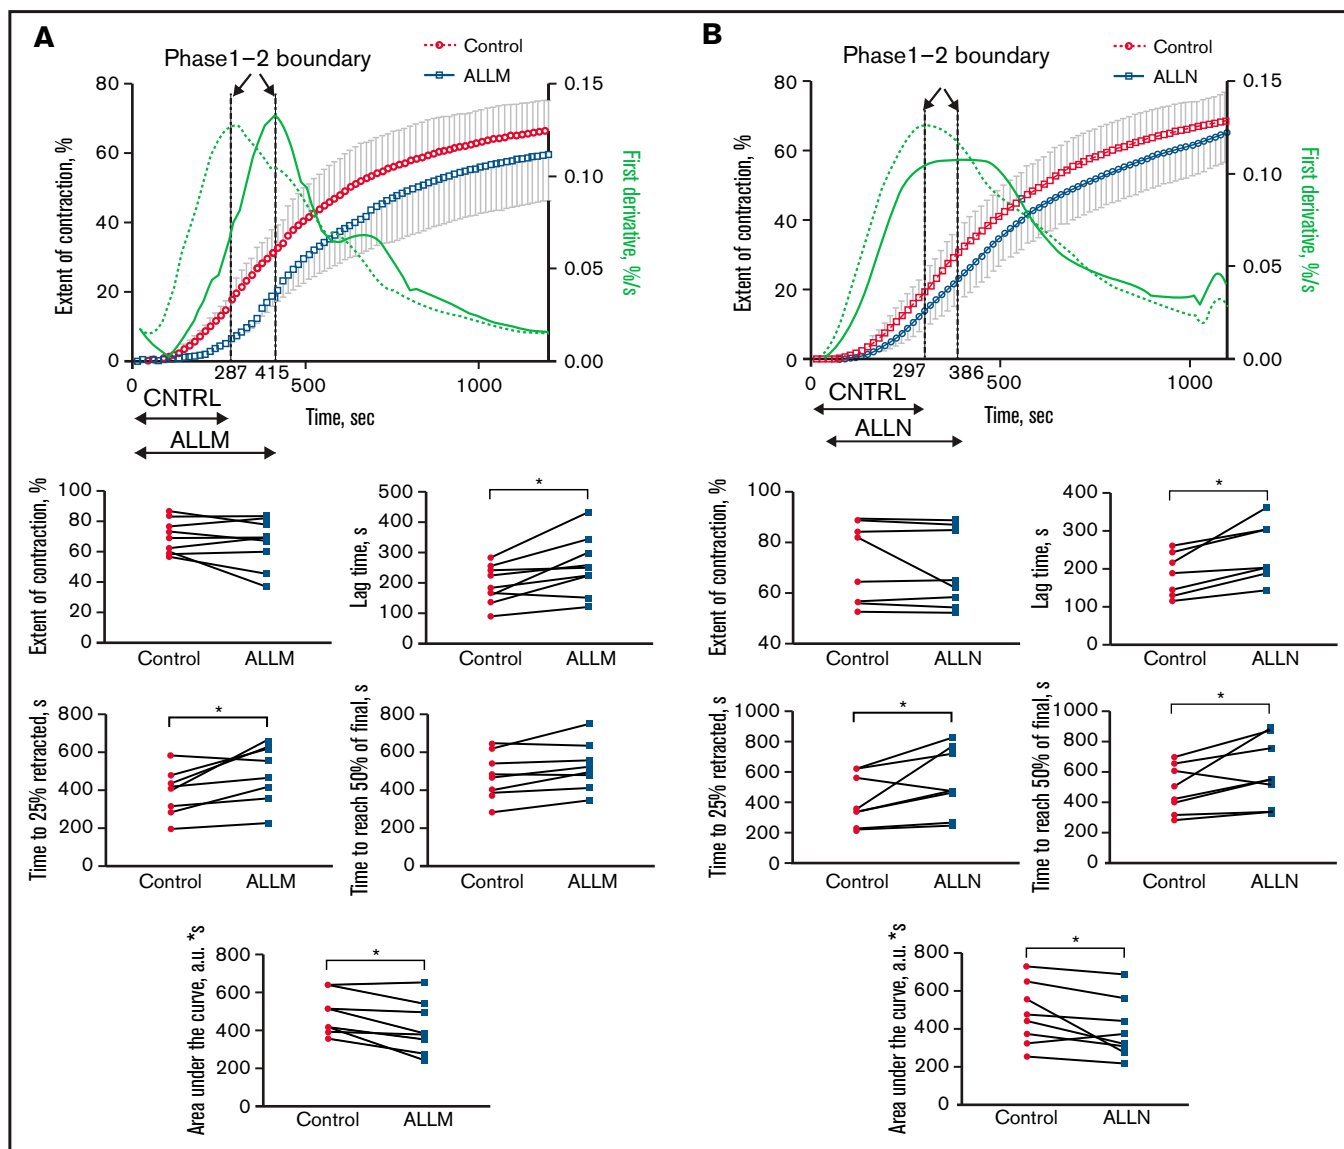 A
Phase1–2 boundary
Control
ALLM
Extent of contraction, %
80
60
40
20
0
0.15
0.10
0.05
0.00
First derivative, %/s
0
287
415
500
1000
Time, sec
CNTRL
ALLM
B
Phase1–2 boundary
Control
ALLN
Extent of contraction, %
80
60
40
20
0
0.15
0.10
0.05
0.00
First derivative, %/s
0
297
386
500
1000
Time, sec
CNTRL
ALLN
Extent of contraction, %
100
80
60
40
20
0
Control
ALLM
Lag time, s
500
400
300
200
100
0
*
Control
ALLM
Extent of contraction, %
100
80
60
40
Control
ALLN
Lag time, s
400
300
200
100
0
*
Control
ALLN
Time to 25% retracted, s
800
600
400
200
0
*
Control
ALLM
Time to reach 50% of final, s
800
600
400
200
0
Control
ALLM
Time to 25% retracted, s
1000
800
600
400
200
0
*
Control
ALLN
Time to reach 50% of final, s
1000
800
600
400
200
0
*
Control
ALLN
Area under the curve, a.u. *s
800
600
400
200
0
*
Control
ALLM
Area under the curve, a.u. *s
800
600
400
200
0
*
Control
ALLN